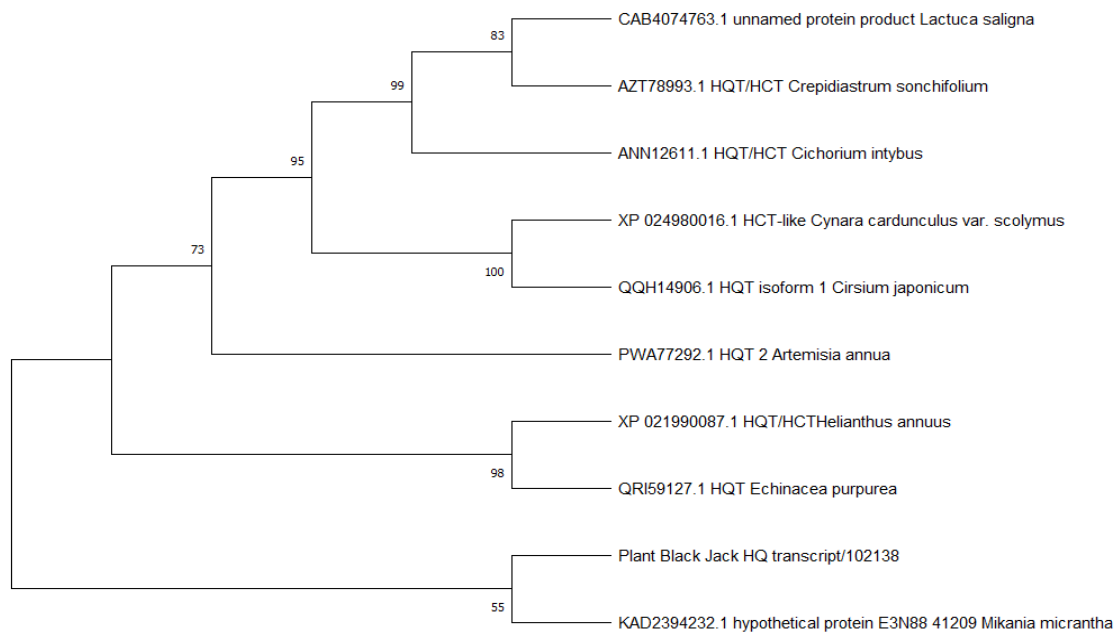 CAB4074763.1 unnamed protein product Lactuca saligna
83
AZT78993.1 HQT/HCT Crepidiastrum sonchifolium
99
ANN12611.1 HQT/HCT Cichorium intybus
95
XP 024980016.1 HCT-like Cynara cardunculus var. scolymus
73
100
QQH14906.1 HQT isoform 1 Cirsium japonicum
PWA77292.1 HQT 2 Artemisia annua
XP 021990087.1 HQT/HCTHelianthus annuus
98
QRI59127.1 HQT Echinacea purpurea
Plant Black Jack HQ transcript/102138
55
KAD2394232.1 hypothetical protein E3N88 41209 Mikania micrantha